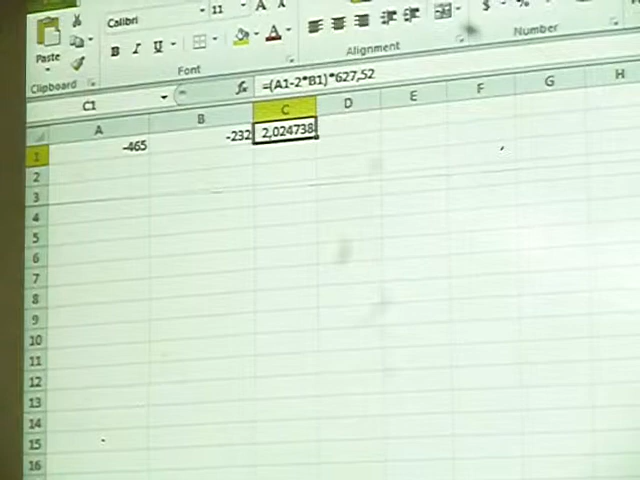 Calibri 11 A A
Paste B I U A $ %
Clipboard Font Alignment Number
C1 fx =(A1-2*B1)*627,52
A B C D E F G H
1 -465 -232 2,024738
2
3
4
5
6
7
8
9
10
11
12
13
14
15
16